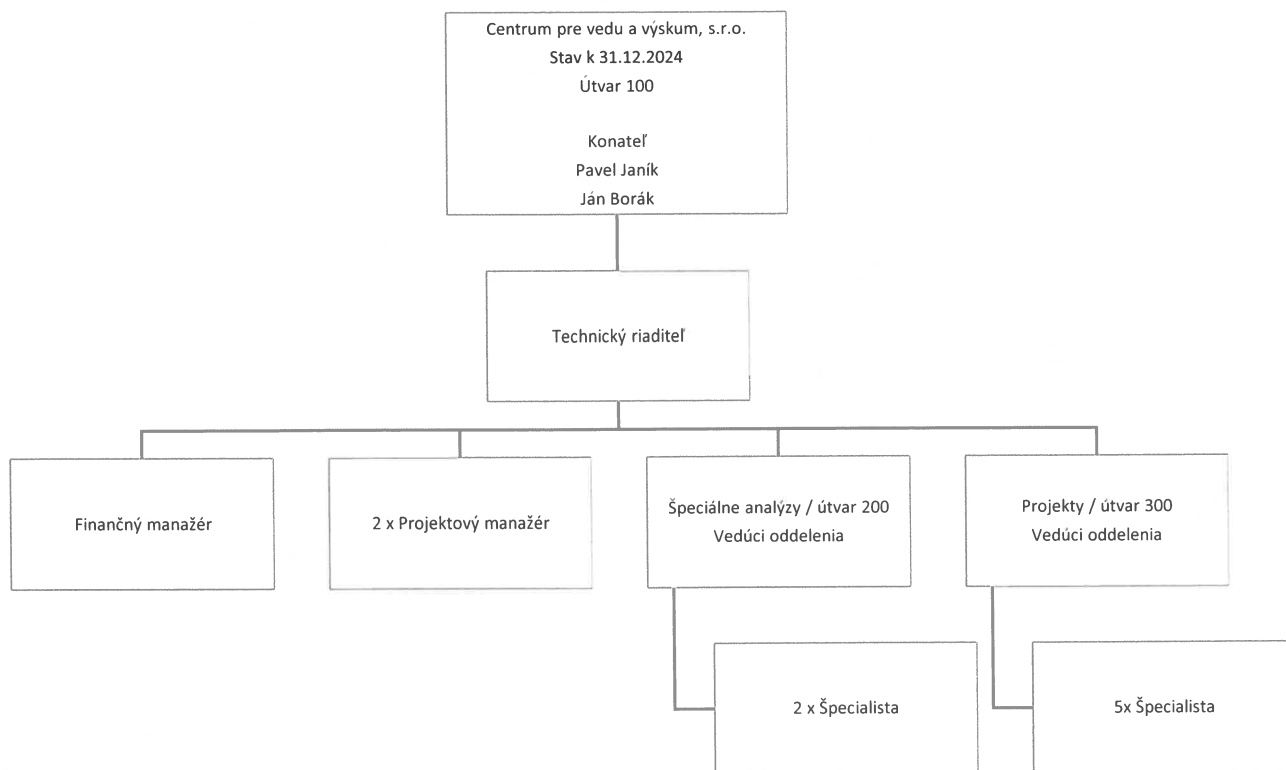 Centrum pre vedu a výskum, s.r.o.
Stav k 31.12.2024
Útvar 100
Konateľ
Pavel Janík
Ján Borák
Technický riaditeľ
Finančný manažér
2 x Projektový manažér
Špeciálne analýzy / útvar 200
Vedúci oddelenia
Projekty / útvar 300
Vedúci oddelenia
2 x Špecialista
5x Špecialista